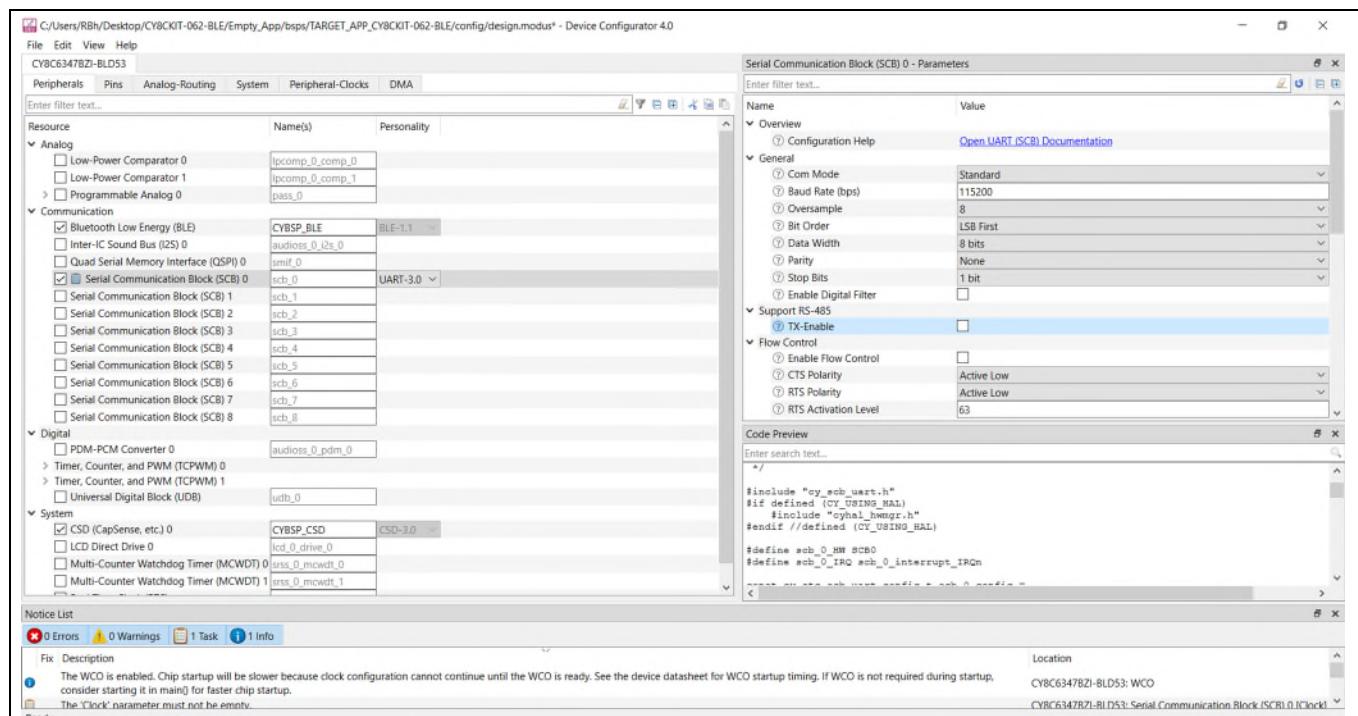 C:/Users/RBh/Desktop/CY8CKIT-062-BLE/Empty_App/bsps/TARGET_APP_CY8CKIT-062-BLE/config/design.modus* - Device Configurator 4.0
File Edit View Help
CY8C6347BZI-BLD53
Peripherals Pins Analog-Routing System Peripheral-Clocks DMA
Enter filter text...
Resource Name(s) Personality
Analog
Low-Power Comparator 0 lpcomp_0_comp_0
Low-Power Comparator 1 lpcomp_0_comp_1
Programmable Analog 0 pass_0
Communication
Bluetooth Low Energy (BLE) CYBSP_BLE BLE-1.1
Inter-IC Sound Bus (I2S) 0 audioss_0_i2s_0
Quad Serial Memory Interface (QSPI) 0 smif_0
Serial Communication Block (SCB) 0 scb_0 UART-3.0
Serial Communication Block (SCB) 1 scb_1
Serial Communication Block (SCB) 2 scb_2
Serial Communication Block (SCB) 3 scb_3
Serial Communication Block (SCB) 4 scb_4
Serial Communication Block (SCB) 5 scb_5
Serial Communication Block (SCB) 6 scb_6
Serial Communication Block (SCB) 7 scb_7
Serial Communication Block (SCB) 8 scb_8
Digital
PDM-PCM Converter 0 audioss_0_pdm_0
Timer, Counter, and PWM (TCPWM) 0
Timer, Counter, and PWM (TCPWM) 1
Universal Digital Block (UDB) udb_0
System
CSD (CapSense, etc.) 0 CYBSP_CSD CSD-3.0
LCD Direct Drive 0 lcd_0_drive_0
Multi-Counter Watchdog Timer (MCWDT) 0 srss_0_mcwdt_0
Multi-Counter Watchdog Timer (MCWDT) 1 srss_0_mcwdt_1
Serial Communication Block (SCB) 0 - Parameters
Enter filter text...
Name Value
Overview
Configuration Help Open UART (SCB) Documentation
General
Com Mode Standard
Baud Rate (bps) 115200
Oversample 8
Bit Order LSB First
Data Width 8 bits
Parity None
Stop Bits 1 bit
Enable Digital Filter
Support RS-485
TX-Enable
Flow Control
Enable Flow Control
CTS Polarity Active Low
RTS Polarity Active Low
RTS Activation Level 63
Code Preview
Enter search text...
*/
#include "cy_scb_uart.h"
#if defined (CY_USING_HAL)
#include "cyhal_hwmgr.h"
#endif //defined (CY_USING_HAL)
#define scb_0_HW SCB0
#define scb_0_IRQ scb_0_interrupt_IRQn
const cy_stc_scb_uart_config_t scb_0_config =
Notice List
0 Errors 0 Warnings 1 Task 1 Info
Fix Description Location
The WCO is enabled. Chip startup will be slower because clock configuration cannot continue until the WCO is ready. See the device datasheet for WCO startup timing. If WCO is not required during startup,
consider starting it in main() for faster chip startup.
CY8C6347BZI-BLD53: WCO
The 'Clock' parameter must not be empty. CY8C6347BZI-BLD53: Serial Communication Block (SCB) 0 [Clock]